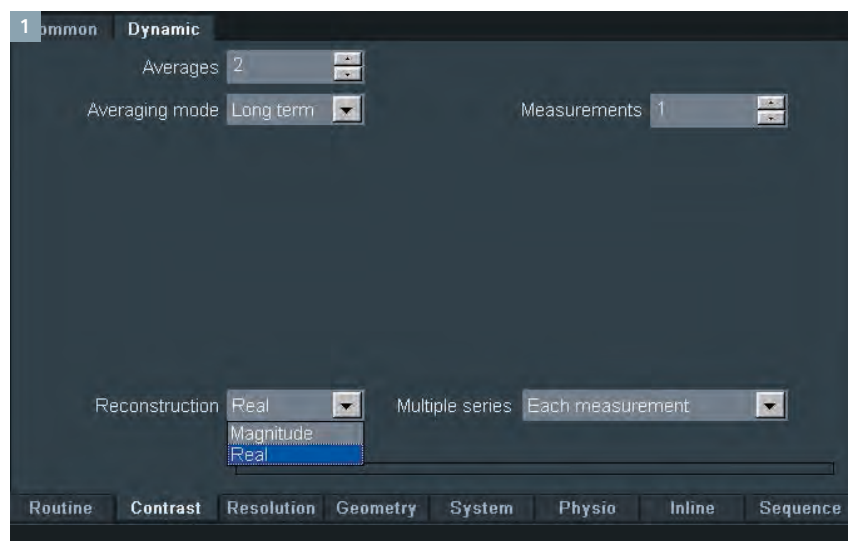 1 ommon Dynamic
Averages 2
Averaging mode Long term Measurements 1
Reconstruction Real Multiple series Each measurement
Magnitude
Real
Routine Contrast Resolution Geometry System Physio Inline Sequence